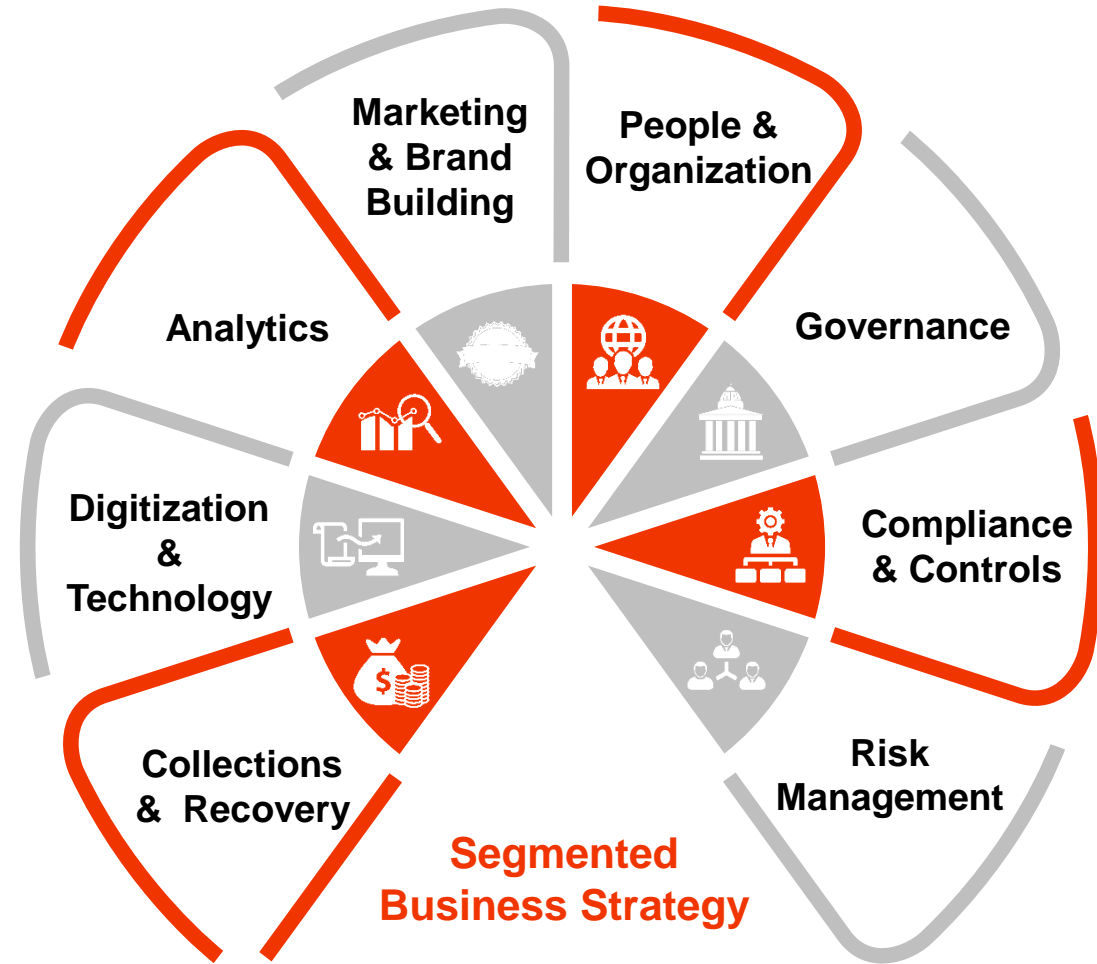 Marketing
& Brand
Building
People &
Organization
Governance
Compliance
& Controls
Risk
Management
Segmented
Business Strategy
Collections
& Recovery
$
Digitization
&
Technology
Analytics